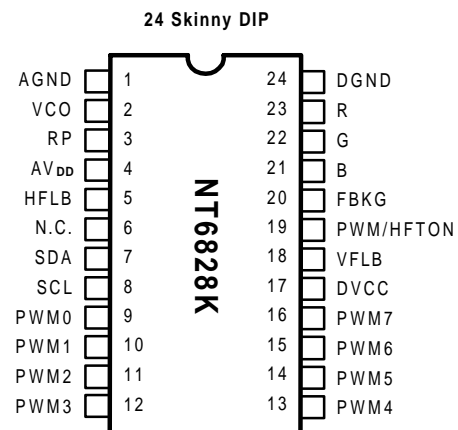 24 Skinny DIP
AGND 1 24 DGND
VCO 2 23 R
RP 3 22 G
AVDD 4 21 B
HFLB 5 20 FBKG
N.C. 6 19 PWM/HFTON
SDA 7 18 VFLB
SCL 8 17 DVCC
PWM0 9 16 PWM7
PWM1 10 15 PWM6
PWM2 11 14 PWM5
PWM3 12 13 PWM4
NT6828K